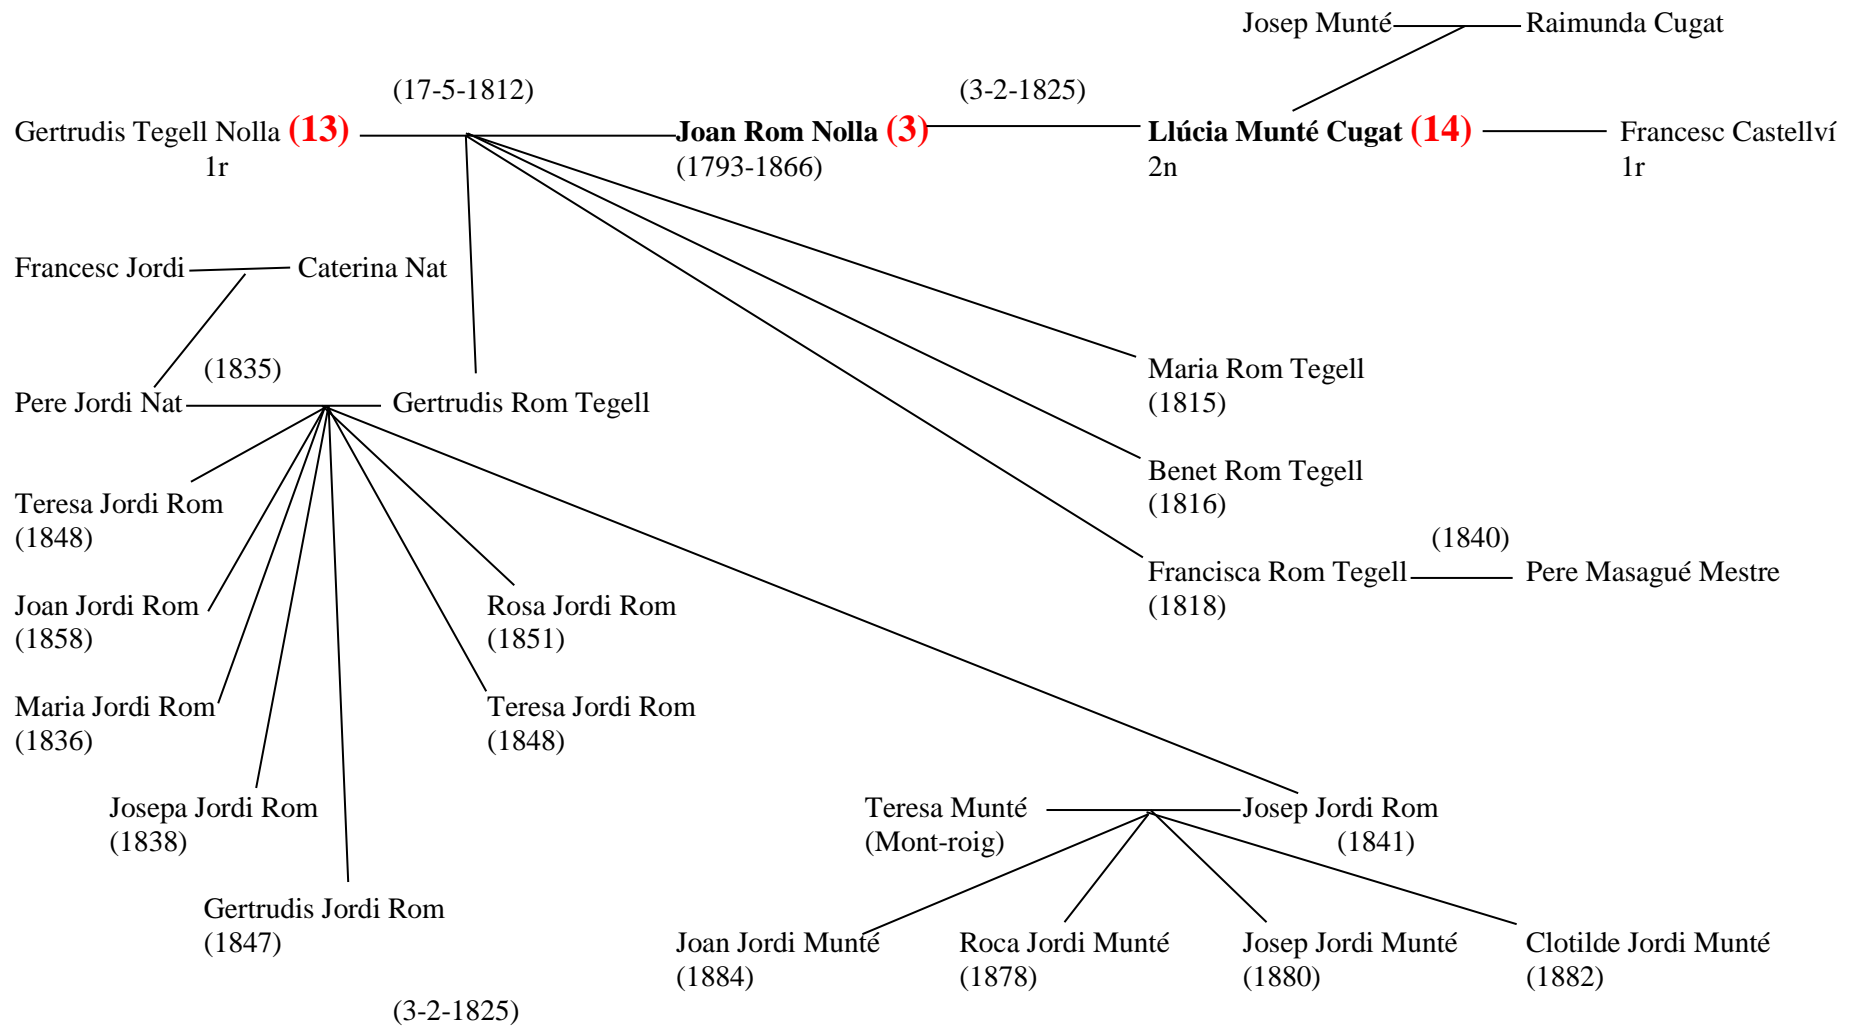 Josep Munté Raimunda Cugat
(17-5-1812) (3-2-1825)
Gertrudis Tegell Nolla (13) Joan Rom Nolla (3) Llúcia Munté Cugat (14) Francesc Castellví
1r (1793-1866) 2n 1r
Francesc Jordi Caterina Nat
(1835) Maria Rom Tegell
Pere Jordi Nat Gertrudis Rom Tegell (1815)
Benet Rom Tegell
Teresa Jordi Rom (1816)
(1848) (1840)
Francisca Rom Tegell Pere Masagué Mestre
Joan Jordi Rom Rosa Jordi Rom (1818)
(1858) (1851)
Maria Jordi Rom Teresa Jordi Rom
(1836) (1848)
Josepa Jordi Rom Teresa Munté Josep Jordi Rom
(1838) (Mont-roig) (1841)
Gertrudis Jordi Rom
(1847) Joan Jordi Munté Roca Jordi Munté Josep Jordi Munté Clotilde Jordi Munté
(1884) (1878) (1880) (1882)
(3-2-1825)